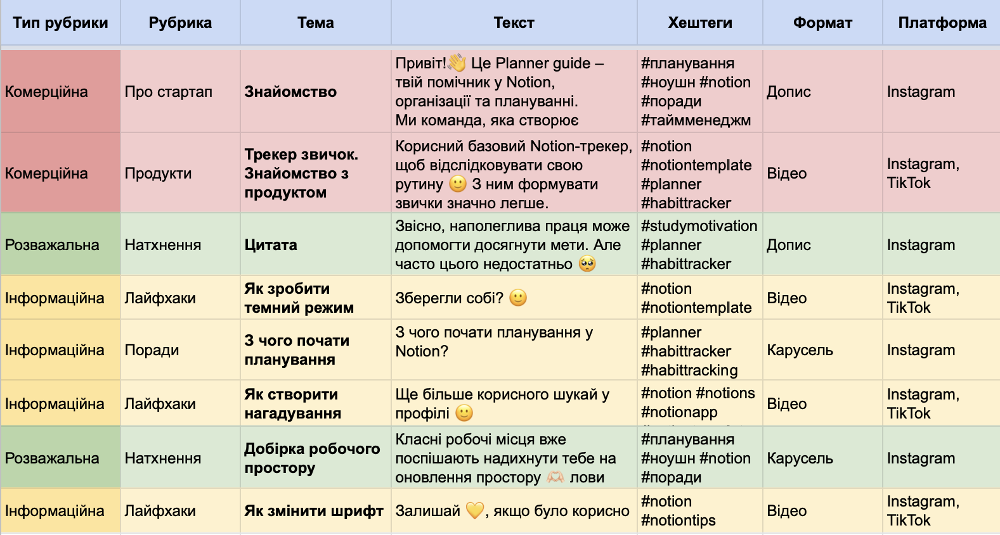 Тип рубрики Рубрика Тема Текст Хештеги Формат Платформа
Комерційна
Про стартап
Знайомство
Привіт!👋 Це Planner guide –
твій помічник у Notion,
організації та плануванні.
Ми команда, яка створює
#планування
#ноушн #notion
#поради
#таймменеджм
Допис
Instagram
Комерційна
Продукти
Трекер звичок.
Знайомство з
продуктом
Корисний базовий Notion-трекер,
щоб відслідковувати свою
рутину 🙂 З ним формувати
звички значно легше.
#notion
#notiontemplate
#planner
#habittracker
Відео
Instagram,
TikTok
Розважальна
Натхнення
Цитата
Звісно, наполеглива праця може
допомогти досягнути мети. Але
часто цього недостатньо 🥺
#studymotivation
#planner
#habittracker
Допис
Instagram
Інформаційна
Лайфхаки
Як зробити
темний режим
Зберегли собі? 🙂
#notion
#notiontemplate
Відео
Instagram,
TikTok
Інформаційна
Поради
З чого почати
планування
З чого почати планування у
Notion?
#planner
#habittracker
#habittracking
Карусель
Instagram
Інформаційна
Лайфхаки
Як створити
нагадування
Ще більше корисного шукай у
профілі 🙂
#notion #notions
#notionapp
Відео
Instagram,
TikTok
Розважальна
Натхнення
Добірка робочого
простору
Класні робочі місця вже
поспішають надихнути тебе на
оновлення простору 🫶🏻 лови
#планування
#ноушн #notion
#поради
Карусель
Instagram
Інформаційна
Лайфхаки
Як змінити шрифт
Залишай 💛, якщо було корисно
#notion
#notiontips
Відео
Instagram,
TikTok